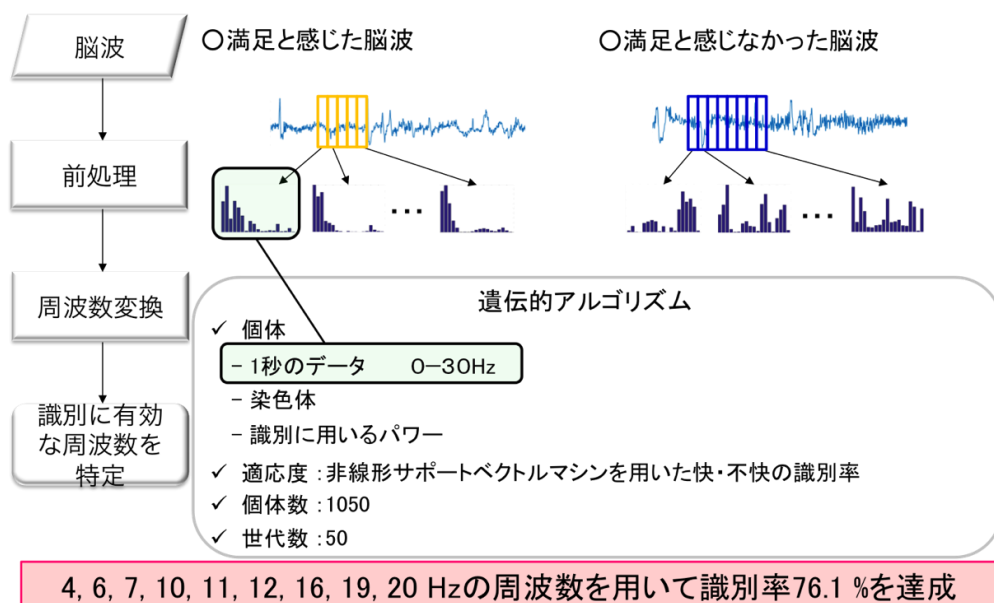 脳波
前処理
周波数変換
識別に有効
な周波数を
特定
○満足と感じた脳波
○満足と感じなかった脳波
…
…
遺伝的アルゴリズム
✓ 個体
– 1秒のデータ 0−30Hz
– 染色体
– 識別に用いるパワー
✓ 適応度:非線形サポートベクトルマシンを用いた快・不快の識別率
✓ 個体数:1050
✓ 世代数:50
4, 6, 7, 10, 11, 12, 16, 19, 20 Hzの周波数を用いて識別率76.1 %を達成